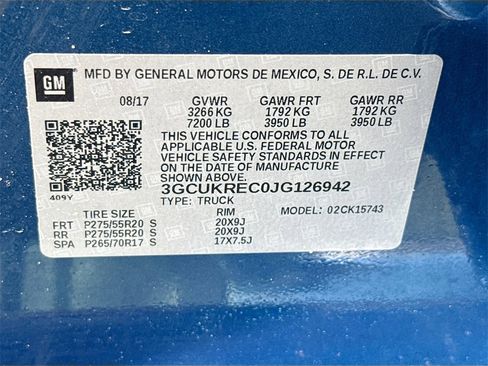 GM MFD BY GENERAL MOTORS DE MEXICO, S. DE R.L. DE C.V.
08/17 GVWR GAWR FRT GAWR RR
3266 KG 1792 KG 1792 KG
7200 LB 3950 LB 3950 LB
THIS VEHICLE CONFORMS TO ALL
APPLICABLE U.S. FEDERAL MOTOR
VEHICLE SAFETY STANDARDS IN EFFECT
ON THE DATE OF MANUFACTURE
SHOWN ABOVE.
409Y 3GCUKREC0JG126942
TYPE: TRUCK MODEL: 02CK15743
TIRE SIZE RIM
FRT P275/55R20 S 20X9J
RR P275/55R20 S 20X9J
SPA P265/70R17 S 17X7.5J